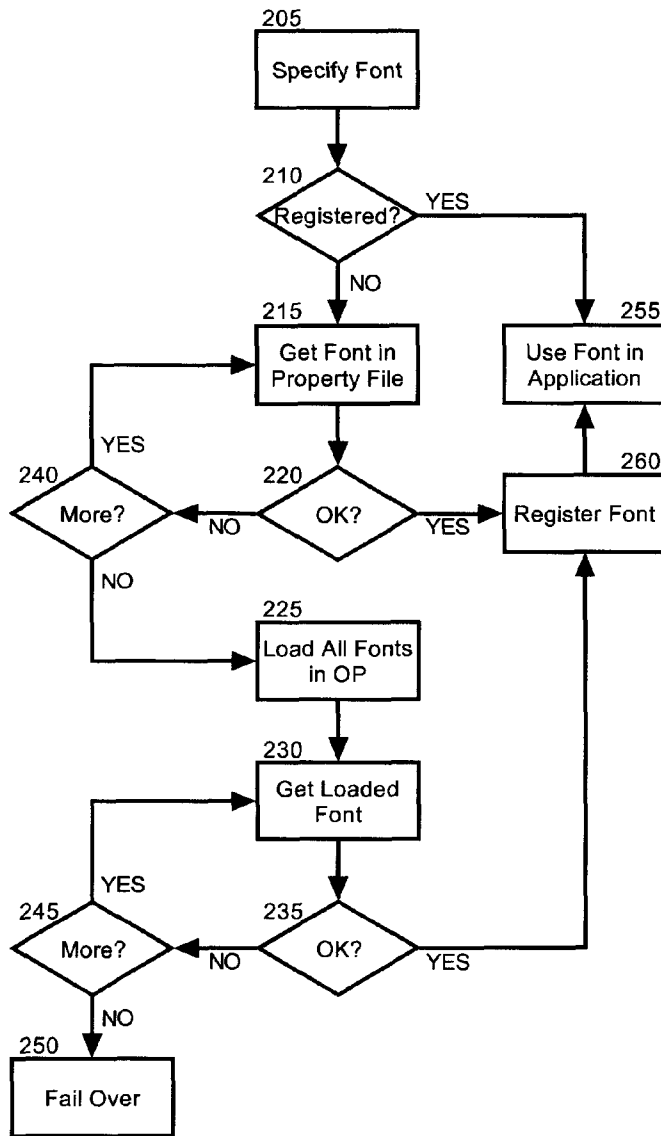 205
Specify Font
210
Registered?
YES
NO
215
Get Font in
Property File
255
Use Font in
Application
YES
240
More?
NO
220
OK?
YES
260
Register Font
NO
225
Load All Fonts
in OP
230
Get Loaded
Font
YES
245
More?
NO
235
OK?
YES
NO
250
Fail Over